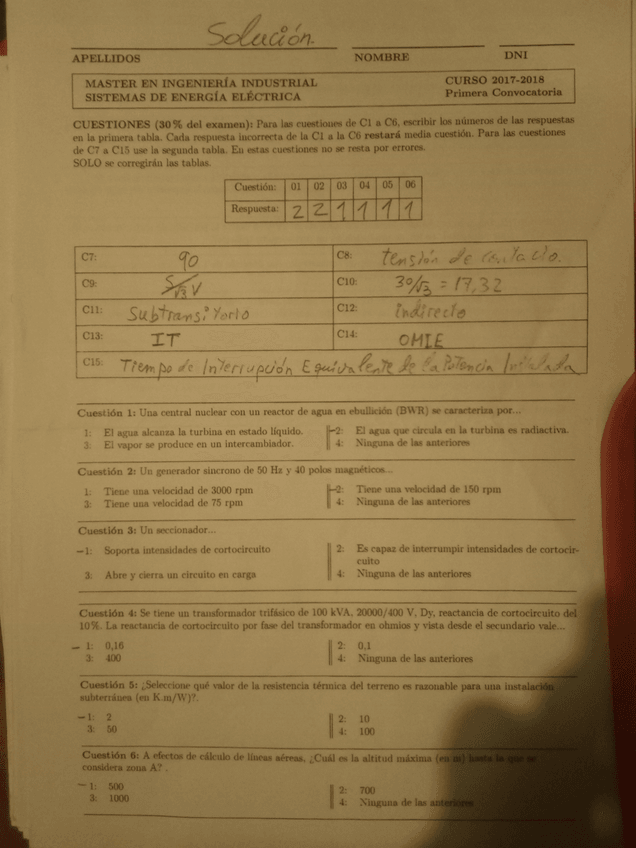 Solución.
APELLIDOS NOMBRE DNI
MASTER EN INGENIERÍA INDUSTRIAL CURSO 2017-2018
SISTEMAS DE ENERGÍA ELÉCTRICA Primera Convocatoria
CUESTIONES (30 % del examen): Para las cuestiones de C1 a C6, escribir los números de las respuestas
en la primera tabla. Cada respuesta incorrecta de la C1 a la C6 restará media cuestión. Para las cuestiones
de C7 a C15 use la segunda tabla. En estas cuestiones no se resta por errores.
SOLO se corregirán las tablas.
Cuestión: 01 02 03 04 05 06
Respuesta: 2 2 1 1 1 1
C7: 90 C8: tensión de contacto.
C9: 5/√3 V C10: 30/√3 = 17,32
C11: Subtransitorio C12: indirecto
C13: IT C14: OMIE
C15: Tiempo de Interrupción Equivalente de la Potencia Instalada
Cuestión 1: Una central nuclear con un reactor de agua en ebullición (BWR) se caracteriza por...
1: El agua alcanza la turbina en estado líquido. 2: El agua que circula en la turbina es radiactiva.
3: El vapor se produce en un intercambiador. 4: Ninguna de las anteriores
Cuestión 2: Un generador síncrono de 50 Hz y 40 polos magnéticos...
1: Tiene una velocidad de 3000 rpm 2: Tiene una velocidad de 150 rpm
3: Tiene una velocidad de 75 rpm 4: Ninguna de las anteriores
Cuestión 3: Un seccionador...
1: Soporta intensidades de cortocircuito 2: Es capaz de interrumpir intensidades de cortocir-
cuito
3: Abre y cierra un circuito en carga 4: Ninguna de las anteriores
Cuestión 4: Se tiene un transformador trifásico de 100 kVA, 20000/400 V, Dy, reactancia de cortocircuito del
10%. La reactancia de cortocircuito por fase del transformador en ohmios y vista desde el secundario vale...
1: 0,16 2: 0,1
3: 400 4: Ninguna de las anteriores
Cuestión 5: ¿Seleccione qué valor de la resistencia térmica del terreno es razonable para una instalación
subterránea (en K.m/W)?.
1: 2 2: 10
3: 50 4: 100
Cuestión 6: A efectos de cálculo de líneas aéreas, ¿Cuál es la altitud máxima (en m) hasta la que se
considera zona A? .
1: 500 2: 700
3: 1000 4: Ninguna de las anteriores